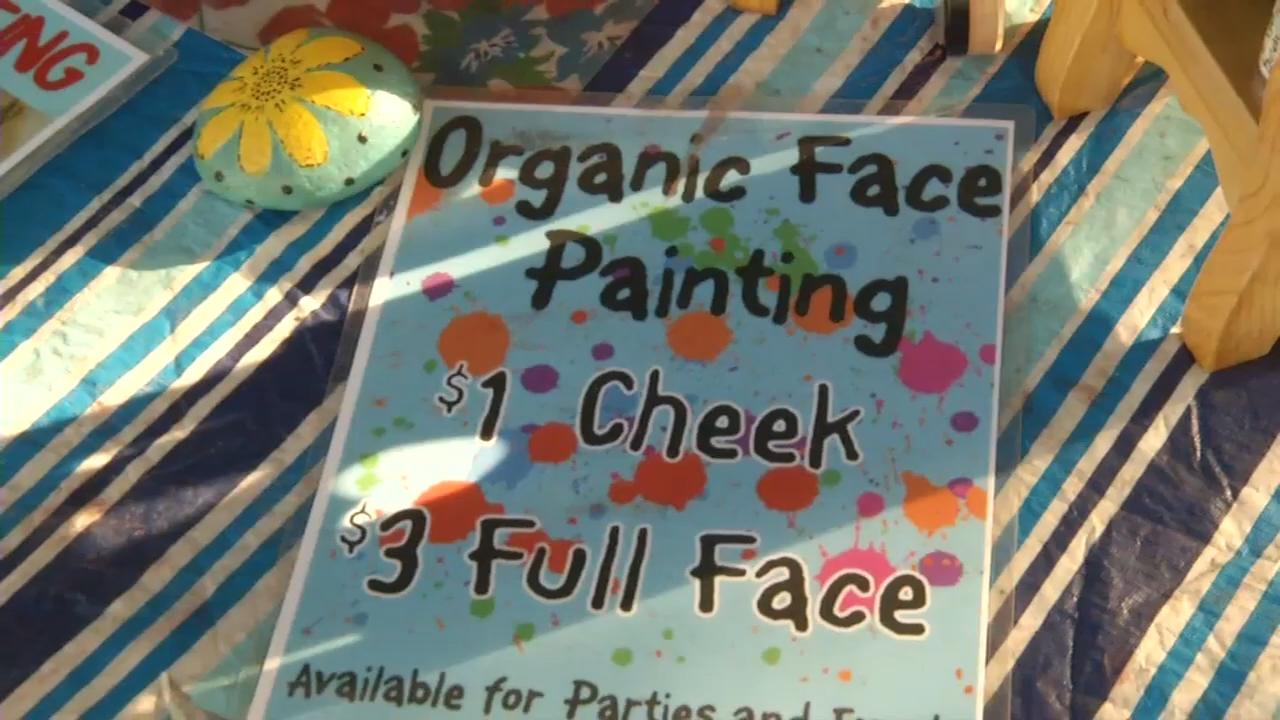 Organic Face
Painting
$1 Cheek
$3 Full Face
Available for Parties and